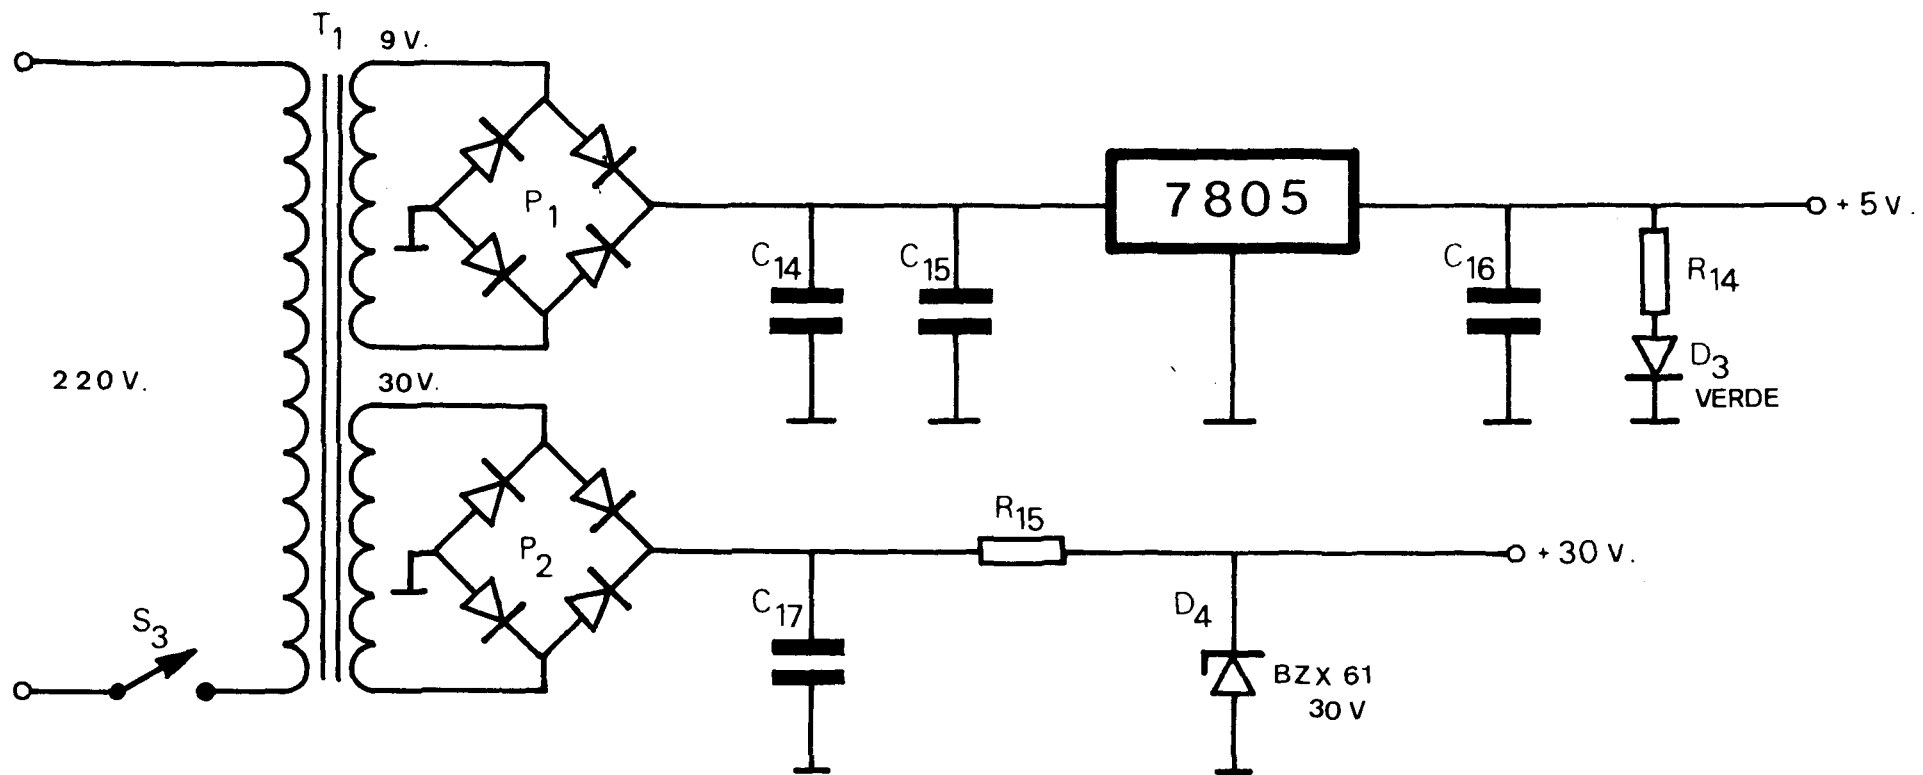 T1
9 V.
P1
C14
C15
7805
C16
R14
+ 5 V.
D3
VERDE
220 V.
30 V.
P2
R15
+ 30 V.
C17
D4
BZX 61
30 V
S3